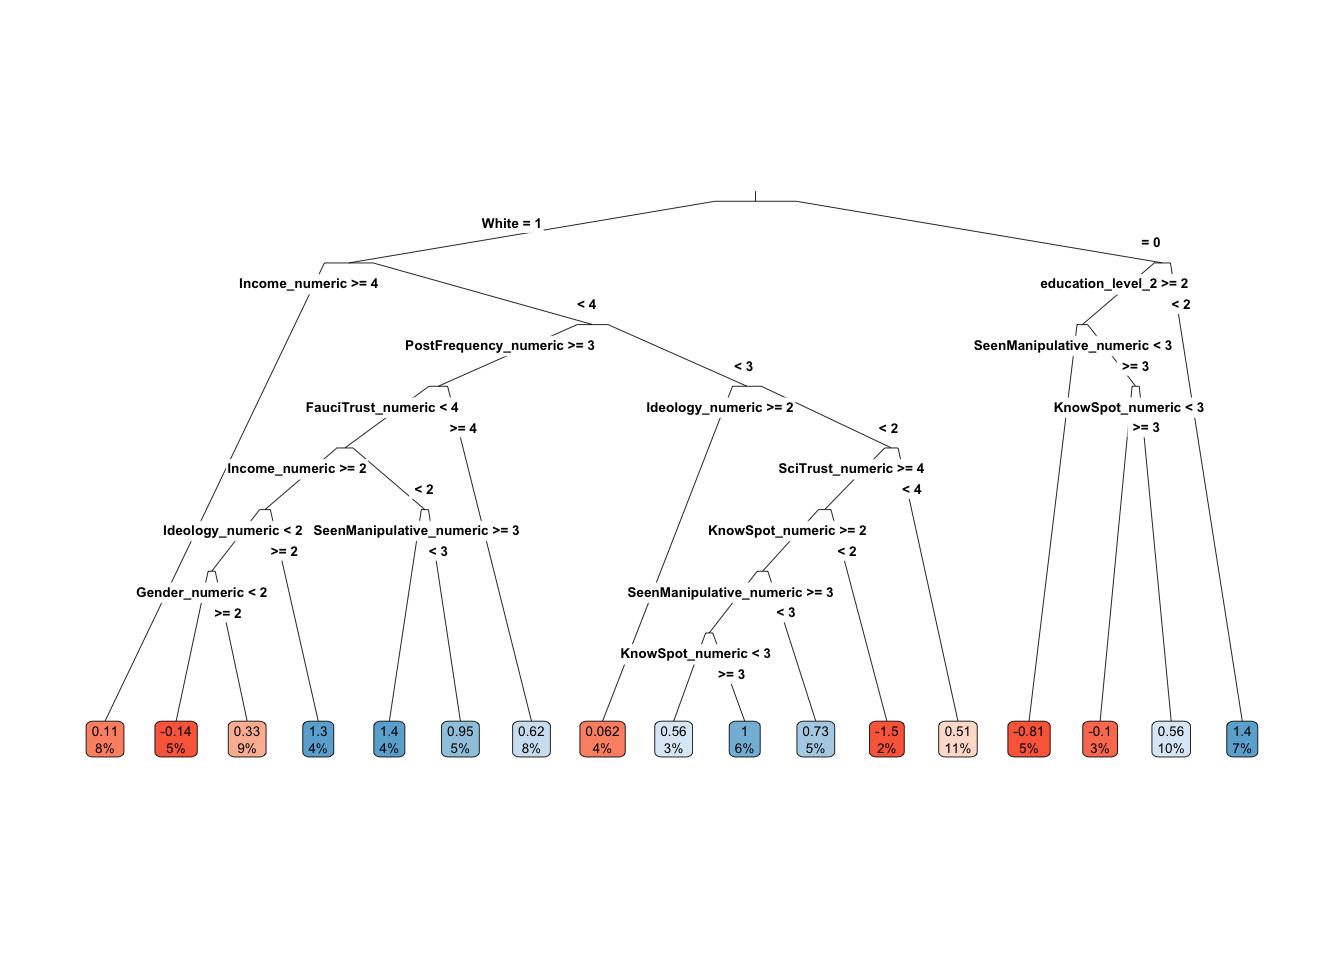 White = 1
= 0
Income_numeric >= 4
education_level_2 >= 2
< 4
< 2
PostFrequency_numeric >= 3
SeenManipulative_numeric < 3
< 3
>= 3
FauciTrust_numeric < 4
Ideology_numeric >= 2
KnowSpot_numeric < 3
>= 4
< 2
>= 3
Income_numeric >= 2
SciTrust_numeric >= 4
< 2
< 4
Ideology_numeric < 2
SeenManipulative_numeric >= 3
KnowSpot_numeric >= 2
>= 2
< 3
< 2
Gender_numeric < 2
SeenManipulative_numeric >= 3
>= 2
< 3
KnowSpot_numeric < 3
>= 3
0.11 -0.14 0.33 1.3 1.4 0.95 0.62 0.062 0.56 1 0.73 -1.5 0.51 -0.81 -0.1 0.56 1.4
8% 5% 9% 4% 4% 5% 8% 4% 3% 6% 5% 2% 11% 5% 3% 10% 7%